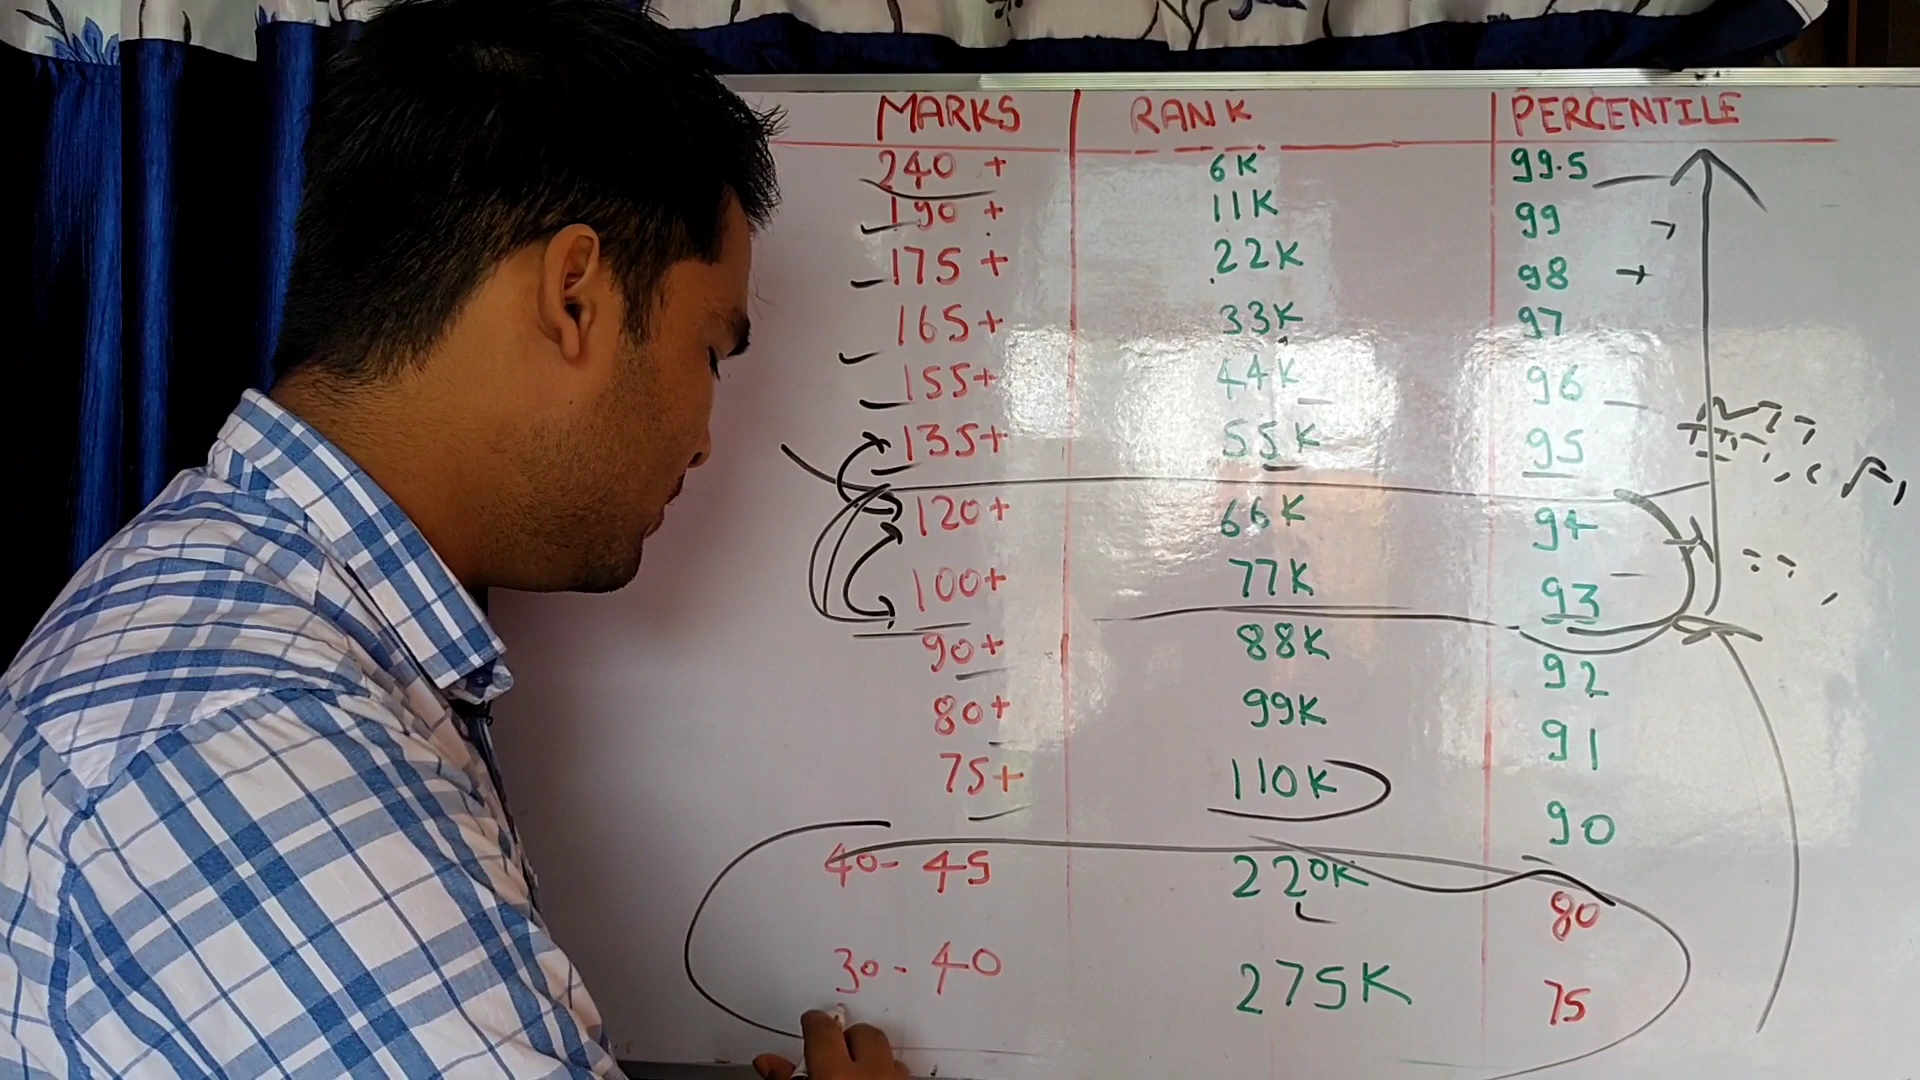 MARKS RANK PERCENTILE
240 + 6K 99.5
190 + 11K 99
175 + 22K 98
165+ 33K 97
155+ 44K 96
135+ 55K 95
120+ 66K 94
100+ 77K 93
90+ 88K 92
80+ 99K 91
75+ 110K 90
40- 45 220K 80
30- 40 275K 75